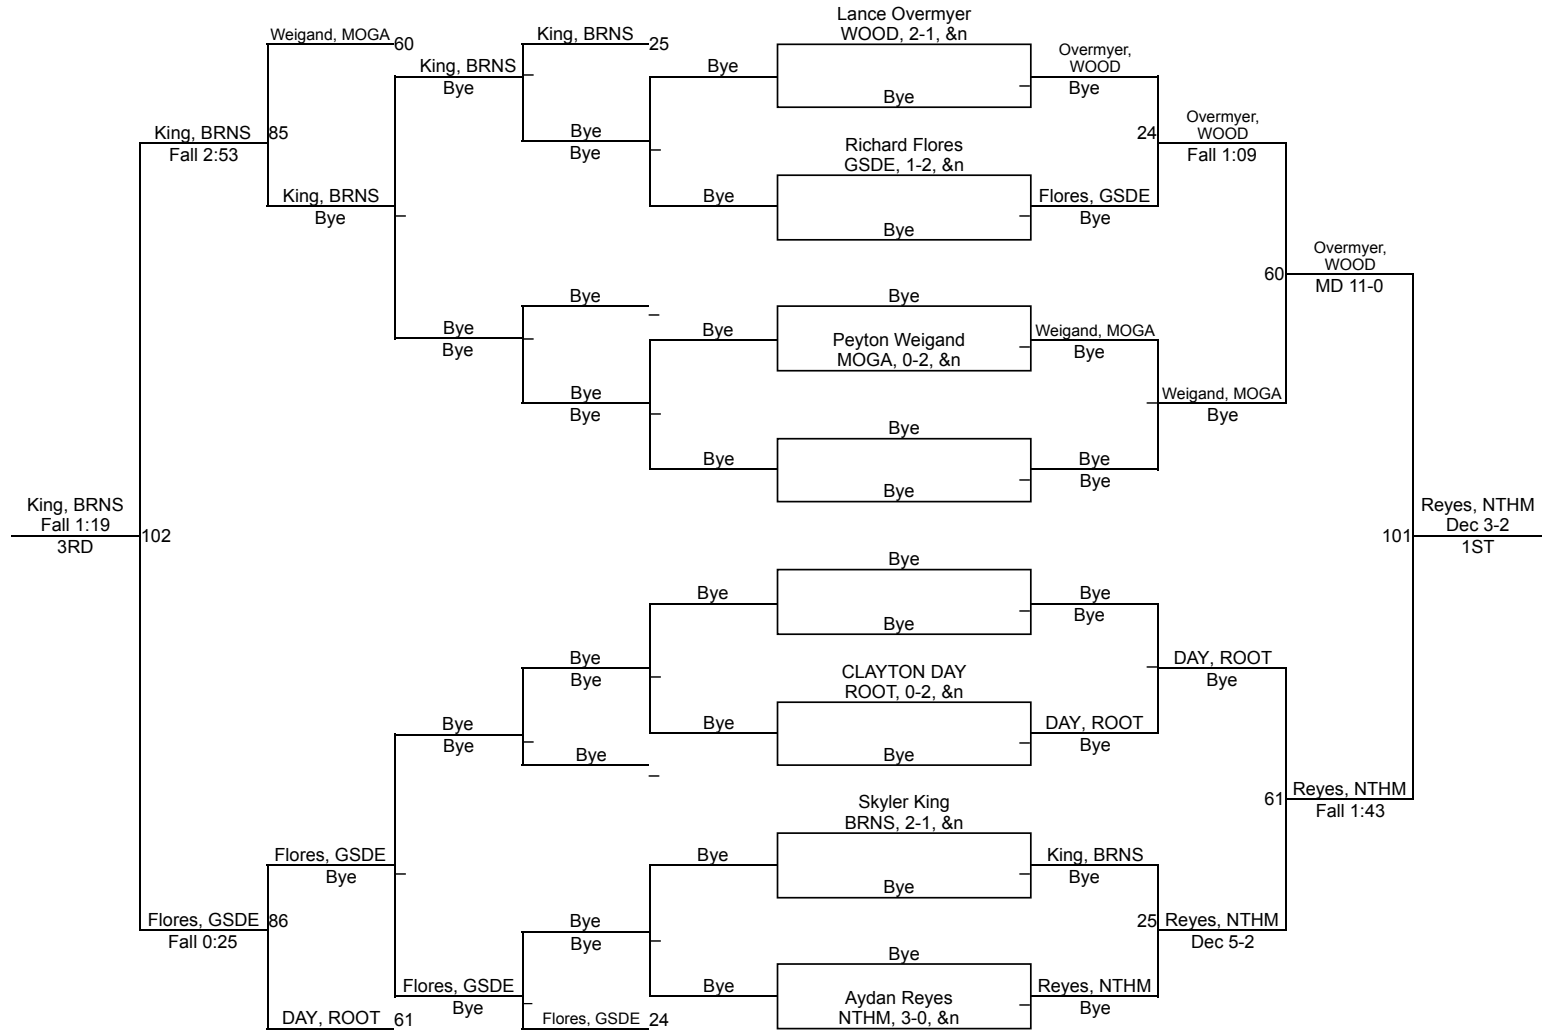 Weigand, MOGA
60
King, BRNS
85
Fall 2:53
King, BRNS
Bye
King, BRNS
Bye
King, BRNS
25
Bye
Bye
Bye
Bye
Lance Overmyer
WOOD, 2-1, &n
Bye
Richard Flores
GSDE, 1-2, &n
Bye
Overmyer,
WOOD
Bye
24
Flores, GSDE
Bye
Overmyer,
WOOD
Fall 1:09
Bye
Bye
Bye
Bye
Bye
Bye
Bye
Bye
Peyton Weigand
MOGA, 0-2, &n
Bye
Bye
Weigand, MOGA
Bye
Bye
Bye
Weigand, MOGA
Bye
60
Overmyer,
WOOD
MD 11-0
King, BRNS
Fall 1:19
3RD
102
101
Reyes, NTHM
Dec 3-2
1ST
Bye
Bye
Bye
Bye
Bye
Bye
Bye
Bye
Bye
Bye
CLAYTON DAY
ROOT, 0-2, &n
Bye
Bye
Bye
DAY, ROOT
Bye
DAY, ROOT
Bye
61
Reyes, NTHM
Fall 1:43
Flores, GSDE
Bye
Flores, GSDE
86
Fall 0:25
DAY, ROOT
61
Flores, GSDE
Bye
Bye
Bye
Flores, GSDE
24
Bye
Bye
Skyler King
BRNS, 2-1, &n
Bye
Bye
Aydan Reyes
NTHM, 3-0, &n
King, BRNS
Bye
25
Reyes, NTHM
Bye
Reyes, NTHM
Dec 5-2